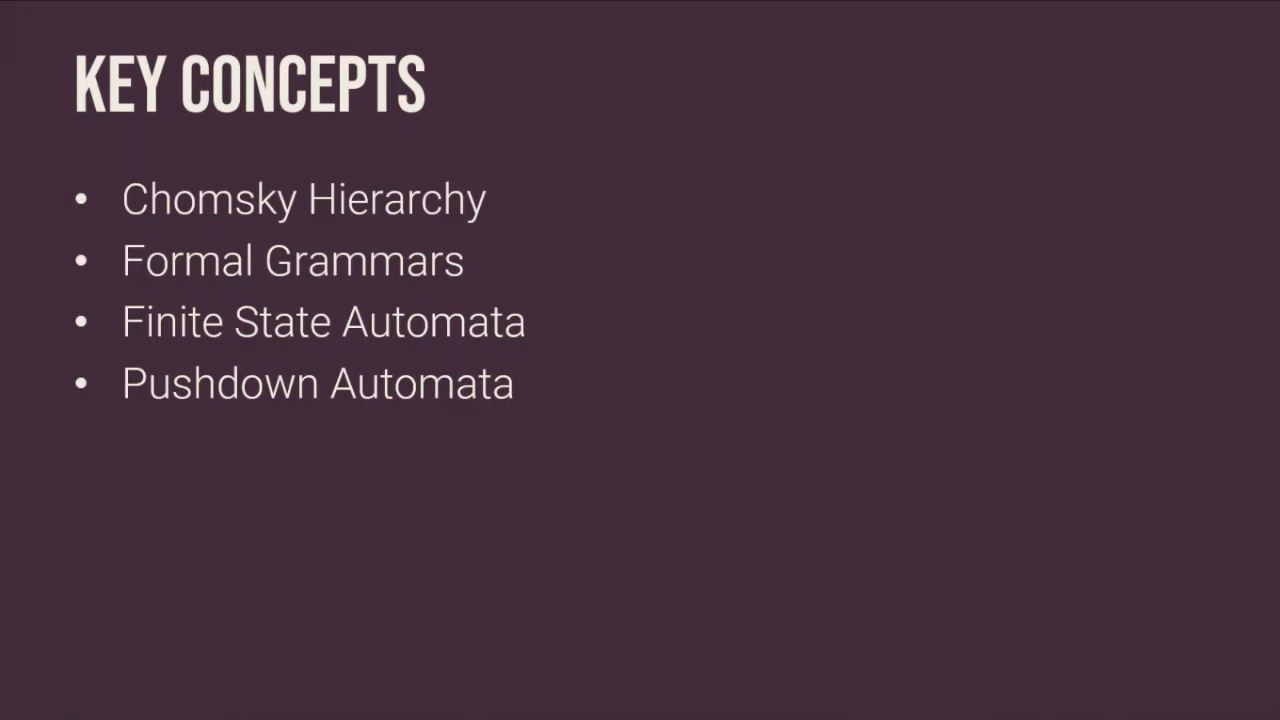 KEY CONCEPTS
• Chomsky Hierarchy
• Formal Grammars
• Finite State Automata
• Pushdown Automata